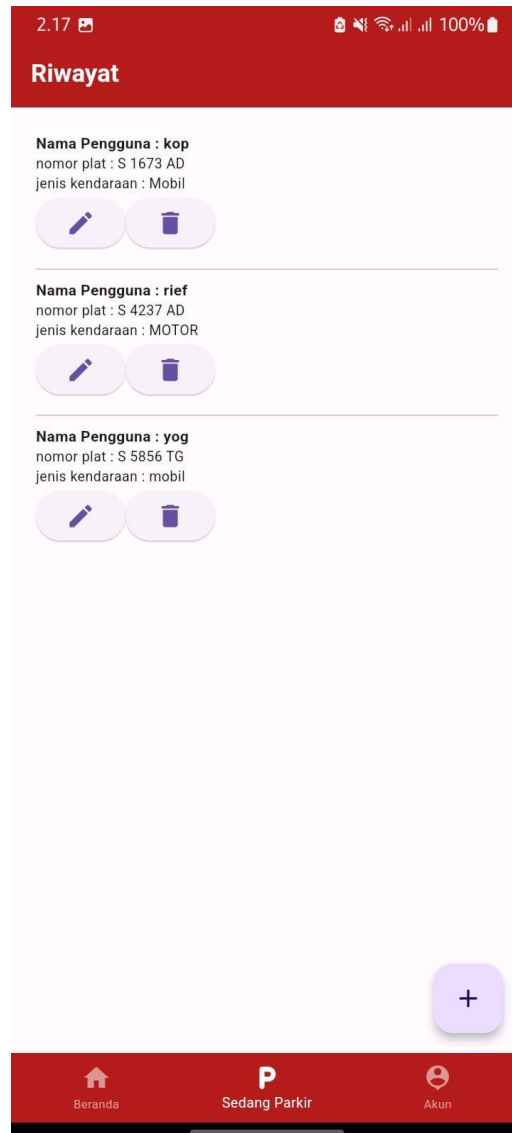 2.17 100%
Riwayat
Nama Pengguna : kop
nomor plat : S 1673 AD
jenis kendaraan : Mobil
Nama Pengguna : rief
nomor plat : S 4237 AD
jenis kendaraan : MOTOR
Nama Pengguna : yog
nomor plat : S 5856 TG
jenis kendaraan : mobil
+
P
Beranda Sedang Parkir Akun